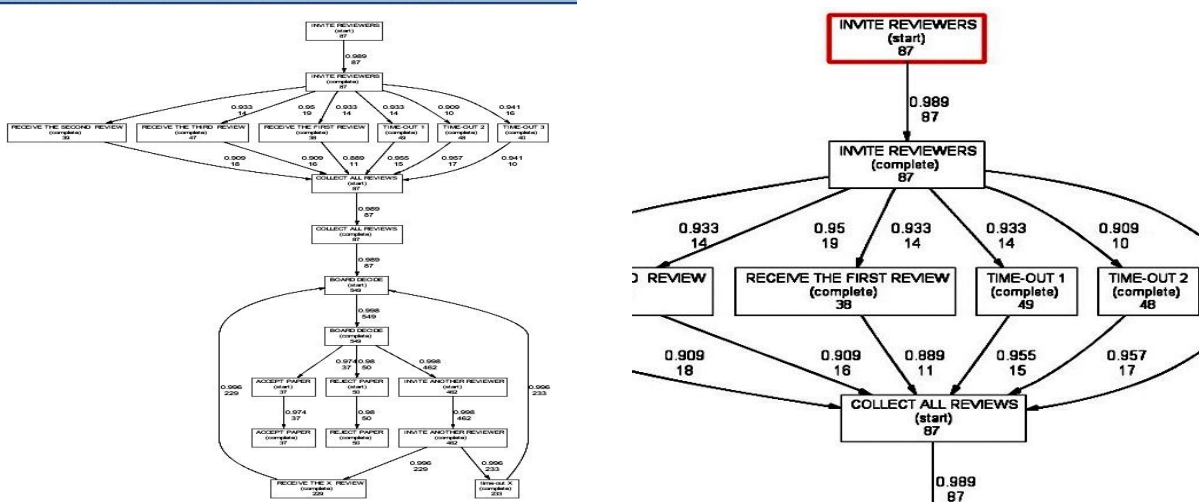 INVITE REVIEWERS
(start)
87
0.989
87
INVITE REVIEWERS
(complete)
87
0.933
14
0.95
19
0.933
14
0.933
14
0.909
10
0.941
16
RECEIVE THE SECOND REVIEW
(complete)
39
RECEIVE THE THIRD REVIEW
(complete)
47
RECEIVE THE FIRST REVIEW
(complete)
38
TIME-OUT 1
(complete)
49
TIME-OUT 2
(complete)
48
TIME-OUT 3
(complete)
40
0.909
18
0.909
16
0.889
11
0.955
15
0.957
17
0.941
10
COLLECT ALL REVIEWS
(start)
87
0.989
87
COLLECT ALL REVIEWS
(complete)
87
0.989
87
BOARD DECIDE
(start)
549
0.998
549
BOARD DECIDE
(complete)
549
0.974
37
0.98
50
0.998
462
0.996
229
0.996
233
ACCEPT PAPER
(start)
37
REJECT PAPER
(start)
50
INVITE ANOTHER REVIEWER
(start)
462
0.974
37
0.98
50
0.998
462
ACCEPT PAPER
(complete)
37
REJECT PAPER
(complete)
50
INVITE ANOTHER REVIEWER
(complete)
462
0.996
229
0.996
233
RECEIVE THE X REVIEW
(complete)
229
time-out X
(complete)
233
INVITE REVIEWERS
(start)
87
0.989
87
INVITE REVIEWERS
(complete)
87
0.933
14
0.95
19
0.933
14
0.933
14
0.909
10
REVIEW
RECEIVE THE FIRST REVIEW
(complete)
38
TIME-OUT 1
(complete)
49
TIME-OUT 2
(complete)
48
0.909
18
0.909
16
0.889
11
0.955
15
0.957
17
COLLECT ALL REVIEWS
(start)
87
0.989
87